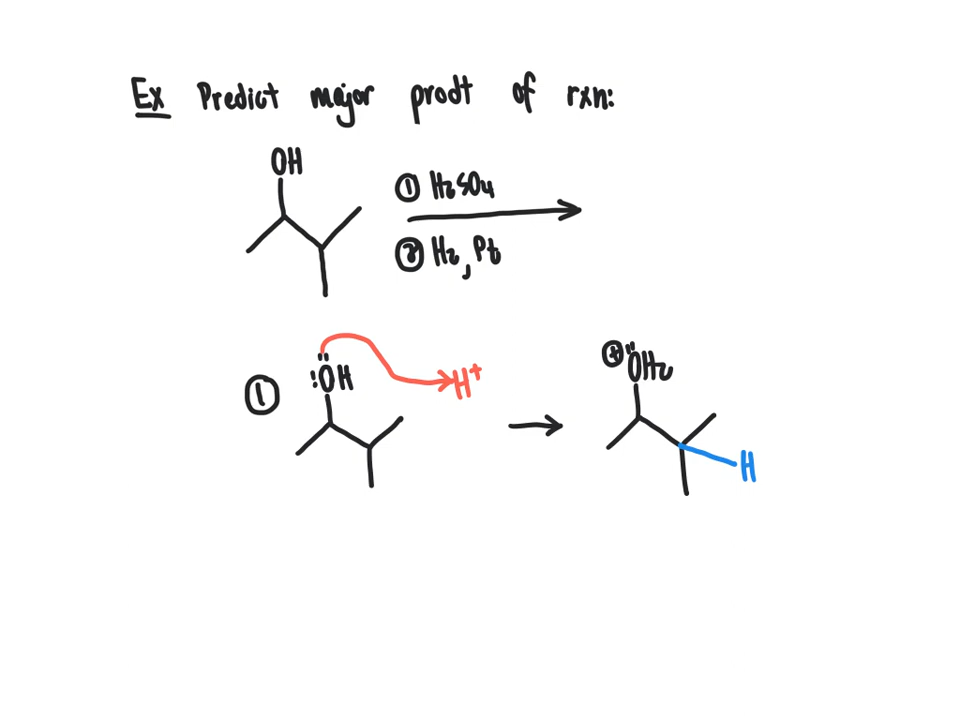 Ex Predict major prodt of rxn:
OH
① H₂SO₄
② H₂, Pt
①
:ÖH
H⁺
⊕ÖH₂
H